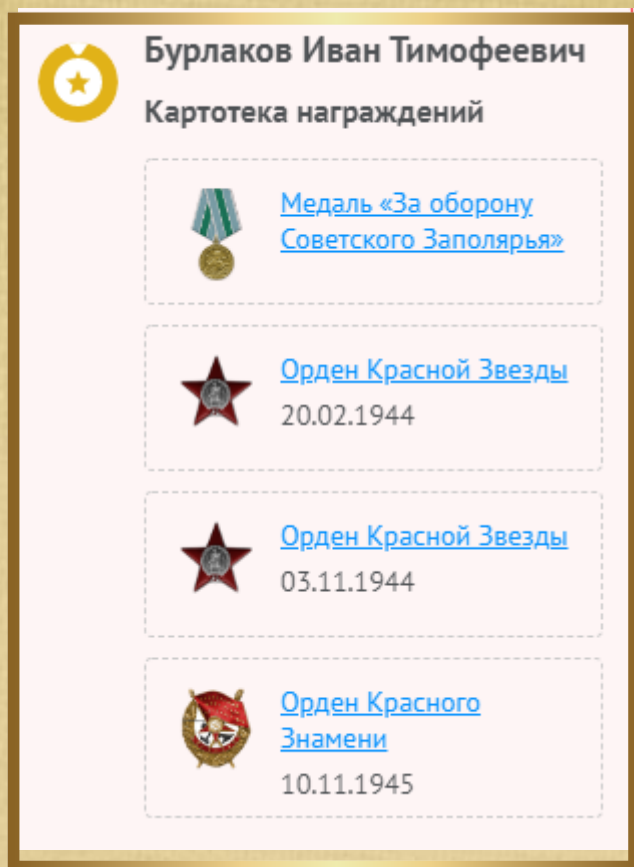 Бурлаков Иван Тимофеевич
Картотека награждений
Медаль «За оборону
Советского Заполярья»
Орден Красной Звезды
20.02.1944
Орден Красной Звезды
03.11.1944
Орден Красного
Знамени
10.11.1945